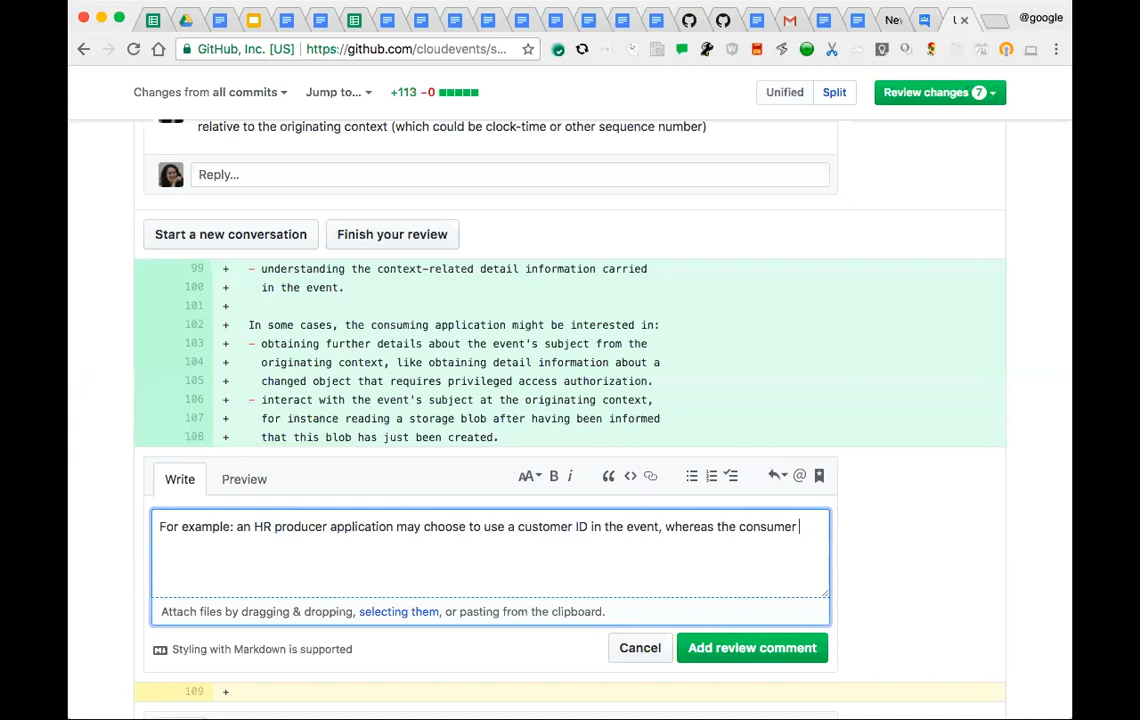 Nev
@google
GitHub, Inc. [US]
https://github.com/cloudevents/s...
Changes from all commits
Jump to...
+113 −0
Unified
Split
Review changes 7
relative to the originating context (which could be clock-time or other sequence number)
Reply...
Start a new conversation
Finish your review
99 + - understanding the context-related detail information carried
100 + in the event.
101 +
102 + In some cases, the consuming application might be interested in:
103 + - obtaining further details about the event's subject from the
104 + originating context, like obtaining detail information about a
105 + changed object that requires privileged access authorization.
106 + - interact with the event's subject at the originating context,
107 + for instance reading a storage blob after having been informed
108 + that this blob has just been created.
Write
Preview
AA B i
For example: an HR producer application may choose to use a customer ID in the event, whereas the consumer
Attach files by dragging & dropping, selecting them, or pasting from the clipboard.
Styling with Markdown is supported
Cancel
Add review comment
109 +